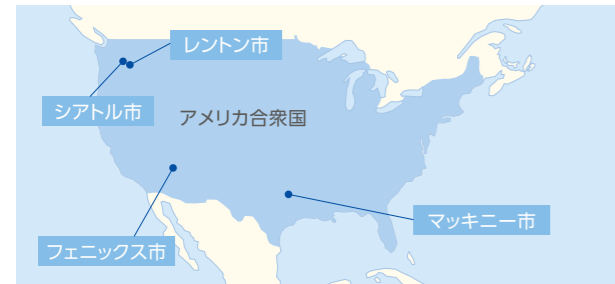 レントン市
シアトル市
アメリカ合衆国
マッキニー市
フェニックス市